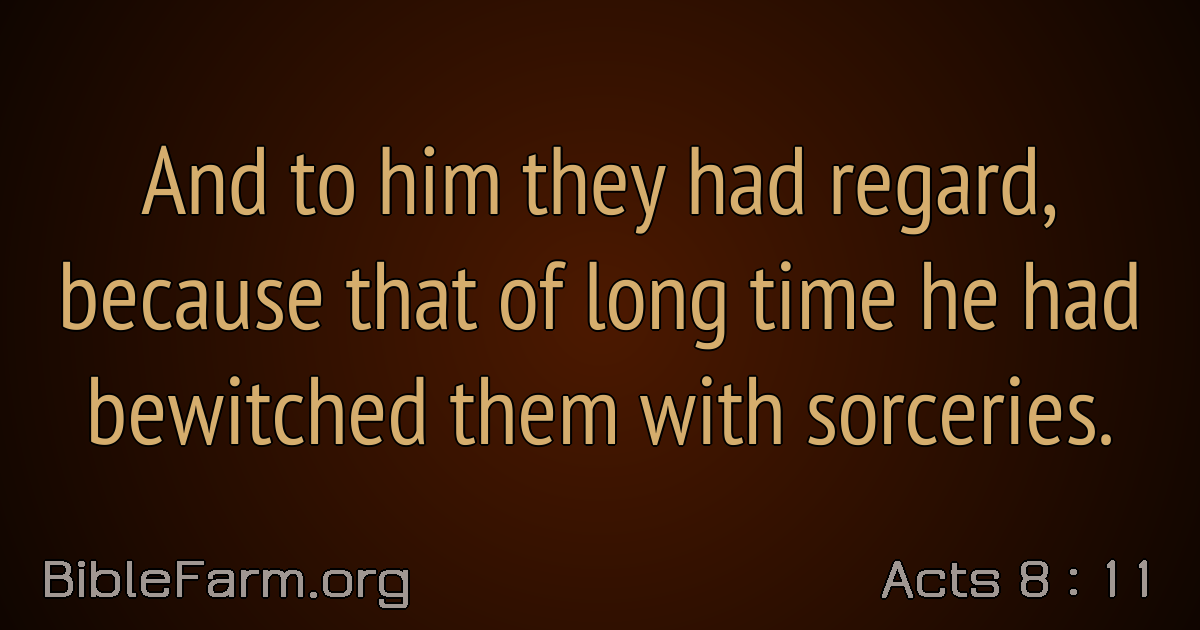 And to him they had regard,
because that of long time he had
bewitched them with sorceries.
BibleFarm.org
Acts 8 : 11